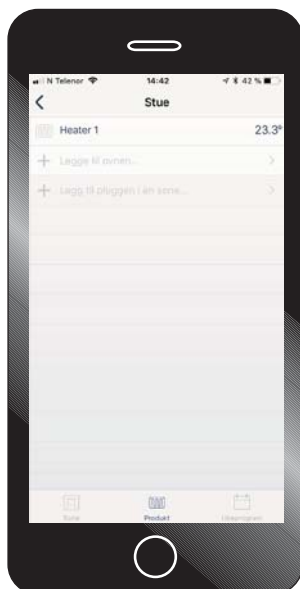 N Telenor 14:42 42 %
Stue
Heater 1 23.3°
Legge til ovnen...
Legg til pluggen i en sone...
Produkt